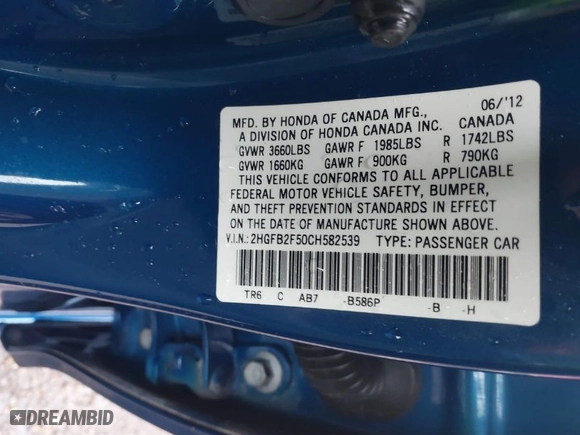 06/'12
MFD. BY HONDA OF CANADA MFG.,
A DIVISION OF HONDA CANADA INC. CANADA
GVWR 3660LBS GAWR F 1985LBS R 1742LBS
GVWR 1660KG GAWR F 900KG R 790KG
THIS VEHICLE CONFORMS TO ALL APPLICABLE
FEDERAL MOTOR VEHICLE SAFETY, BUMPER,
AND THEFT PREVENTION STANDARDS IN EFFECT
ON THE DATE OF MANUFACTURE SHOWN ABOVE.
V.I.N.: 2HGFB2F50CH582539 TYPE: PASSENGER CAR
TR6 C AB7 -B586P -B -H
DREAMBID